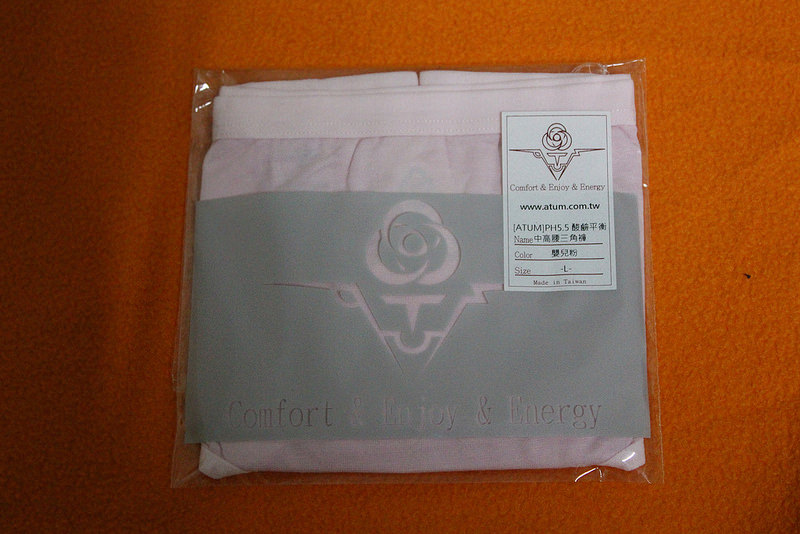 Comfort & Enjoy & Energy
www.atum.com.tw
[ATUM]PH5.5 酸鹼平衡
Name 中高腰三角褲
Color 嬰兒粉
Size -L-
Made in Taiwan
Comfort & Enjoy & Energy